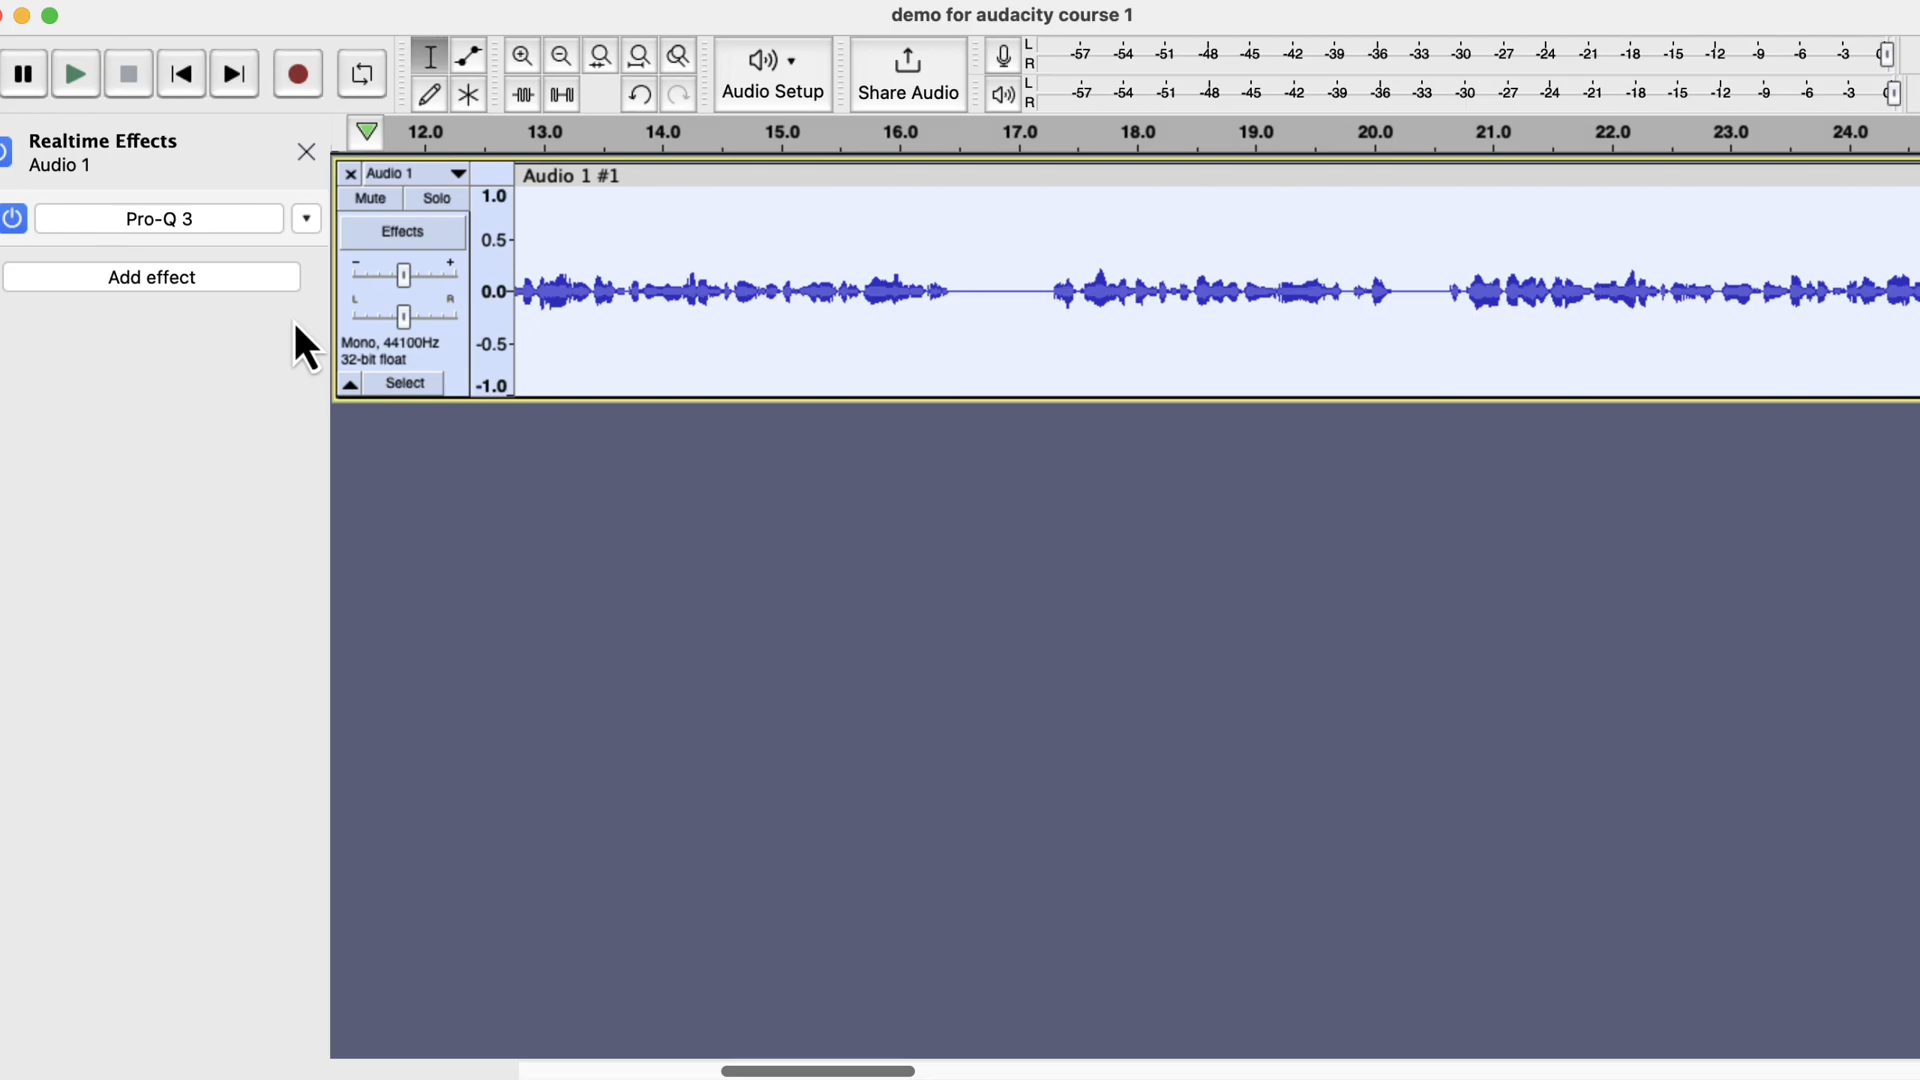 demo for audacity course 1
Audio Setup
Share Audio
L
R
-57 -54 -51 -48 -45 -42 -39 -36 -33 -30 -27 -24 -21 -18 -15 -12 -9 -6 -3
L
R
-57 -54 -51 -48 -45 -42 -39 -36 -33 -30 -27 -24 -21 -18 -15 -12 -9 -6 -3
Realtime Effects
Audio 1
12.0 13.0 14.0 15.0 16.0 17.0 18.0 19.0 20.0 21.0 22.0 23.0 24.0
Pro-Q 3
Add effect
Audio 1
Audio 1 #1
Mute Solo
Effects
- +
L R
Mono, 44100Hz
32-bit float
Select
1.0
0.5-
0.0-
-0.5-
-1.0